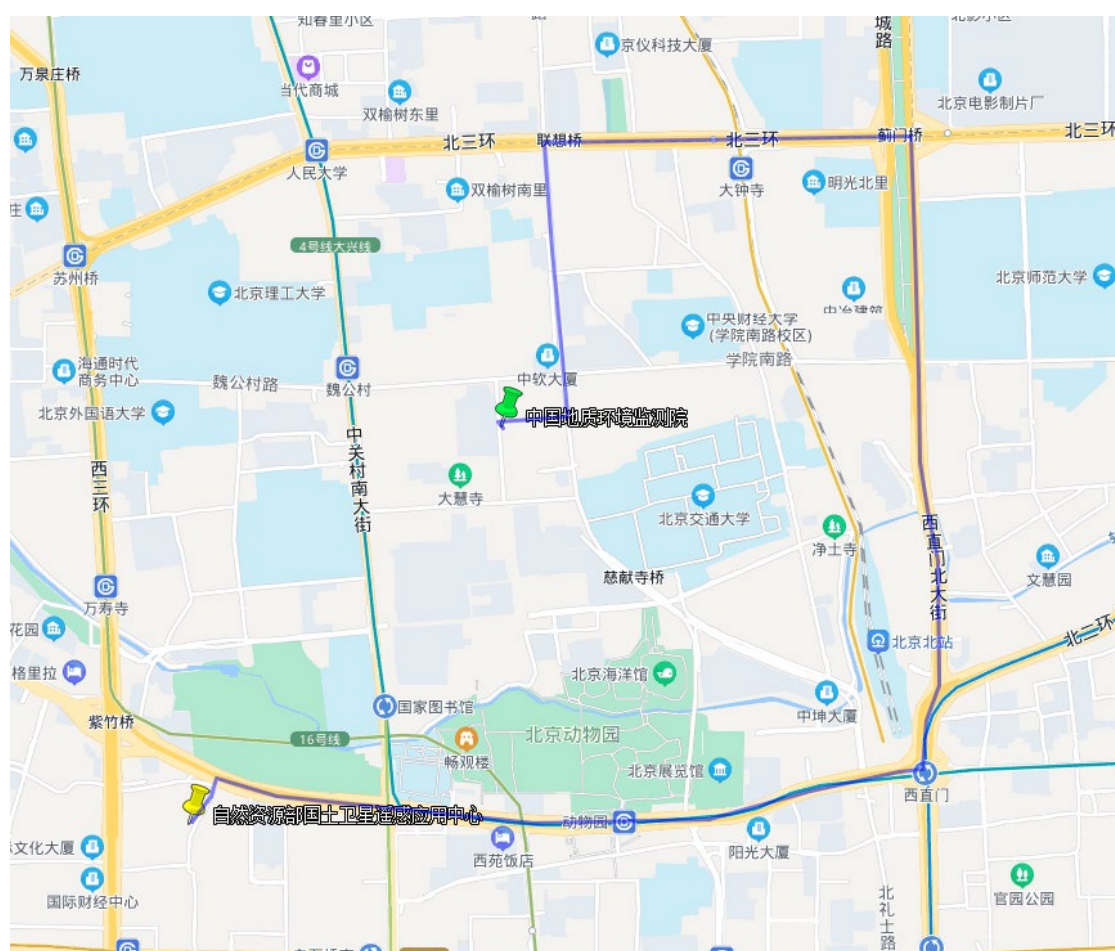 知春里小区
城路
京仪科技大厦
万泉庄桥
当代商城
双榆树东里
北京电影制片厂
北三环
联想桥
北三环
蓟门桥
北三环
人民大学
大钟寺
双榆树南里
明光北里
庄
4号线大兴线
苏州桥
北京理工大学
北京师范大学
中冶建筑
中央财经大学
(学院南路校区)
海通时代
商务中心
学院南路
魏公村路
魏公村
中软大厦
北京外国语大学
中国地质环境监测院
中关村南大街
西三环
大慧寺
北京交通大学
净土寺
西直门北大街
文慧园
慈献寺桥
万寿寺
花园
北二环
北京北站
格里拉
北京海洋馆
国家图书馆
中坤大厦
紫竹桥
16号线
北京动物园
畅观楼
北京展览馆
西直门
自然资源部国土卫星遥感应用中心
动物园
文化大厦
西苑饭店
阳光大厦
国际财经中心
官园公园
北礼士路